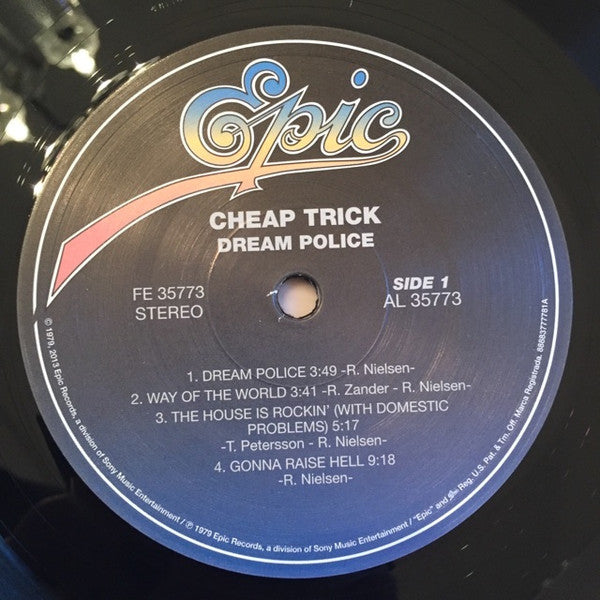 Epic
CHEAP TRICK
DREAM POLICE
FE 35773
STEREO
SIDE 1
AL 35773
1. DREAM POLICE 3:49 -R. Nielsen-
2. WAY OF THE WORLD 3:41 -R. Zander - R. Nielsen-
3. THE HOUSE IS ROCKIN' (WITH DOMESTIC
PROBLEMS) 5:17
-T. Petersson - R. Nielsen-
4. GONNA RAISE HELL 9:18
-R. Nielsen-
© 1979, 2013 Epic Records, a division of Sony Music Entertainment / ℗ 1979 Epic Records, a division of Sony Music Entertainment / "Epic" and Reg. U.S. Pat. & Tm. Off. Marca Registrada. 88883777781A